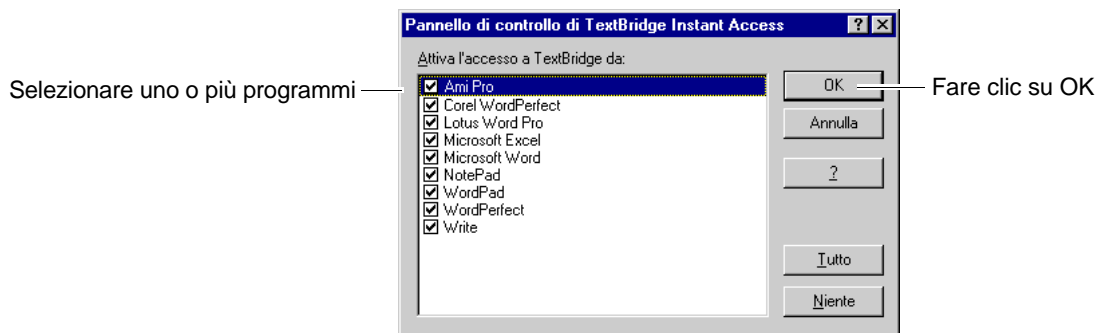 Pannello di controllo di TextBridge Instant Access
Attiva l'accesso a TextBridge da:
Selezionare uno o più programmi
Ami Pro
Corel WordPerfect
Lotus Word Pro
Microsoft Excel
Microsoft Word
NotePad
WordPad
WordPerfect
Write
OK
Fare clic su OK
Annulla
?
Tutto
Niente